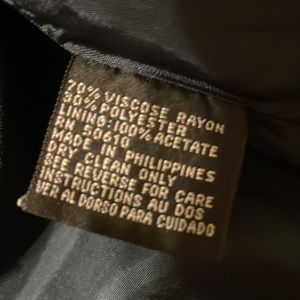 70% VISCOSE RAYON
30% POLYESTER
LINING:100% ACETATE
RN 50610
MADE IN PHILIPPINES
DRY CLEAN ONLY
SEE REVERSE FOR CARE
INSTRUCTIONS AU DOS
VER AL DORSO PARA CUIDADO